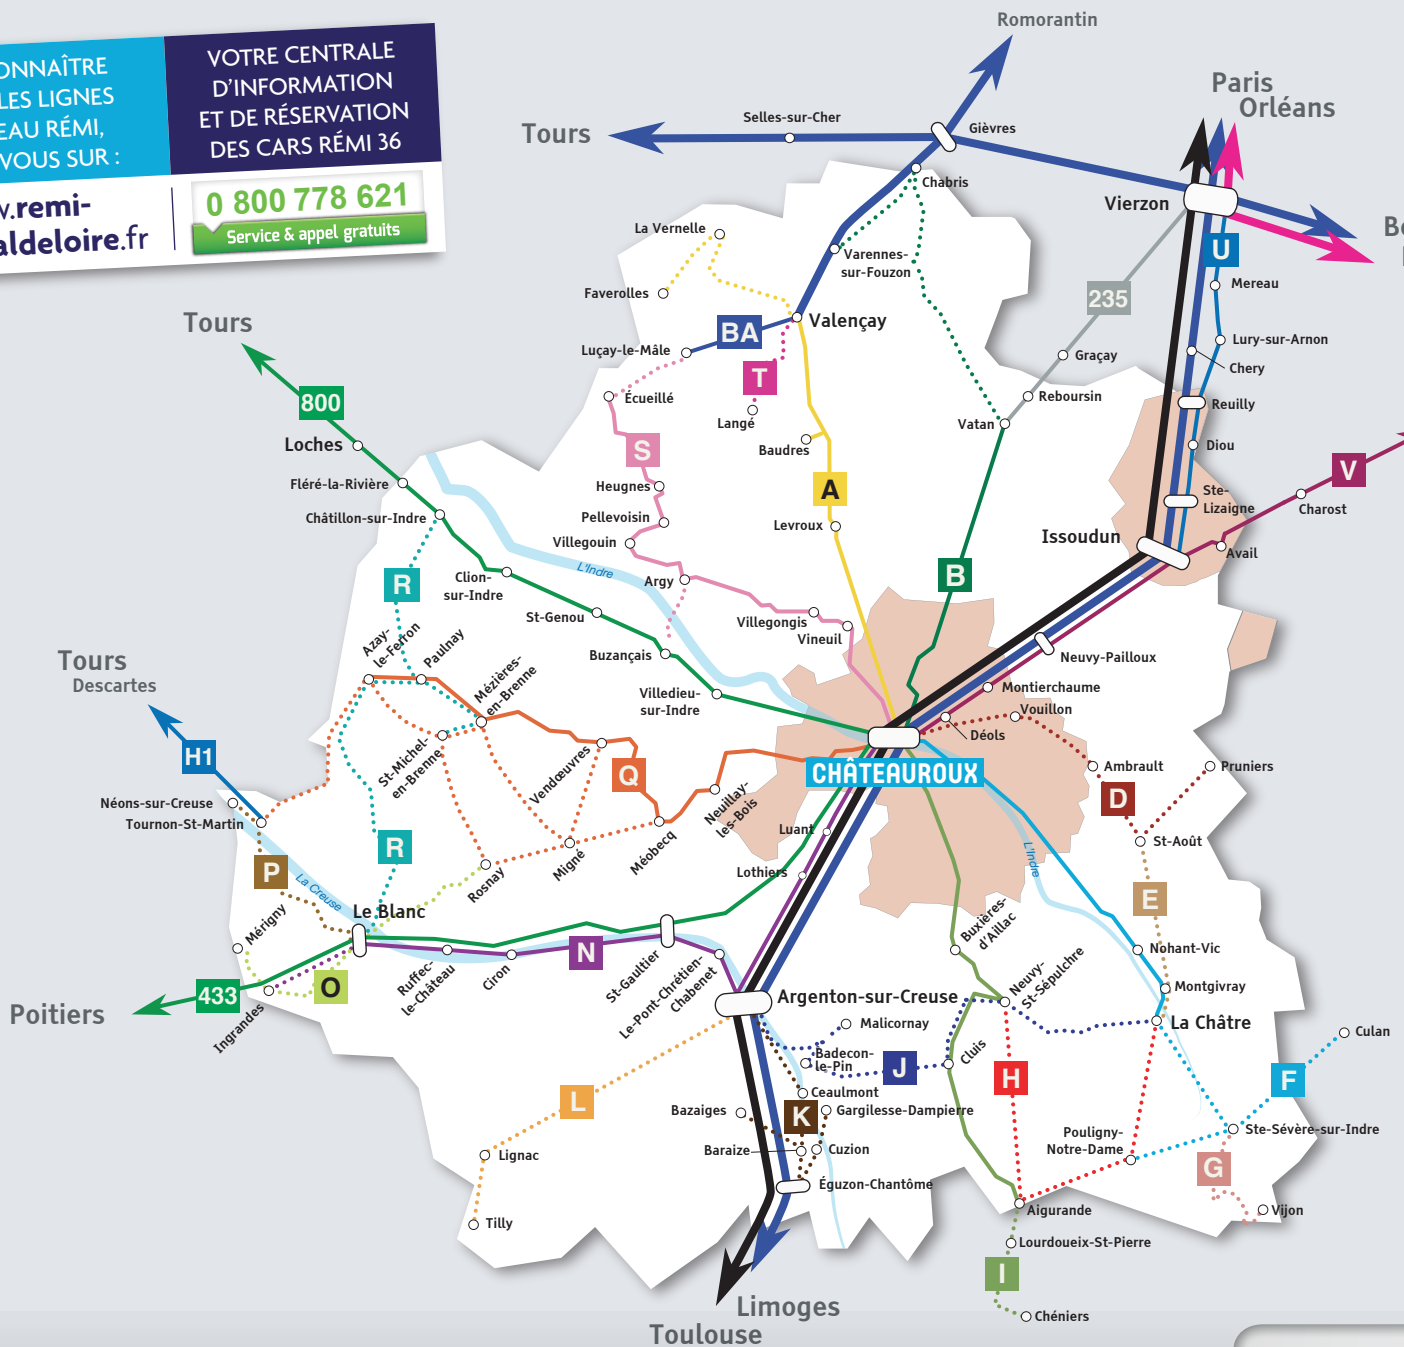 ONNAÎTRE
LES LIGNES
EAU RÉMI,
VOUS SUR :
w.remi-
aldeloire.fr
VOTRE CENTRALE
D'INFORMATION
ET DE RÉSERVATION
DES CARS RÉMI 36
0 800 778 621
Service & appel gratuits
Romorantin
Paris
Orléans
Tours
Selles-sur-Cher
Gièvres
Chabris
Vierzon
La Vernelle
Varennes-
sur-Fouzon
U
Mereau
Faverolles
235
Tours
BA
Valençay
Lury-sur-Arnon
Luçay-le-Mâle
Graçay
Chery
T
800
Écueillé
Reboursin
Reuilly
Langé
Vatan
Loches
S
Baudres
Diou
V
Fléré-la-Rivière
Heugnes
A
Ste-
Lizaigne
Charost
Châtillon-sur-Indre
Pellevoisin
Levroux
Villegouin
Issoudun
Avail
L'Indre
R
Clion-
sur-Indre
Argy
B
St-Genou
Villegongis
Vineuil
Azay-
le-Ferron
Paulnay
Buzançais
Neuvy-Pailloux
Tours
Descartes
Mézières-
en-Brenne
Villedieu-
sur-Indre
Montierchaume
Vouillon
Déols
H1
St-Michel-
en-Brenne
Vendœuvres
Q
CHÂTEAUROUX
Ambrault
Pruniers
Néons-sur-Creuse
Tournon-St-Martin
Neuillay-
les-Bois
D
Luant
R
Méobecq
Migné
St-Août
L'Indre
P
La Creuse
Rosnay
Lothiers
E
Le Blanc
Mérigny
Buxières-
d'Aillac
N
Nohant-Vic
433
O
Ruffec-
le-Château
Ciron
St-Gaultier
Le-Pont-Chrétien-
Chabenet
Neuvy-
St-Sépulchre
Montgivray
Poitiers
Ingrandes
Argenton-sur-Creuse
Malicornay
La Châtre
Culan
Badecon-
le-Pin
J
Cluis
H
F
L
Ceaulmont
Bazaiges
K
Gargilesse-Dampierre
Ste-Sévère-sur-Indre
Baraize
Cuzion
Pouligny-
Notre-Dame
Lignac
G
Éguzon-Chantôme
Tilly
Aigurande
Vijon
Lourdoueix-St-Pierre
I
Limoges
Toulouse
Chéniers